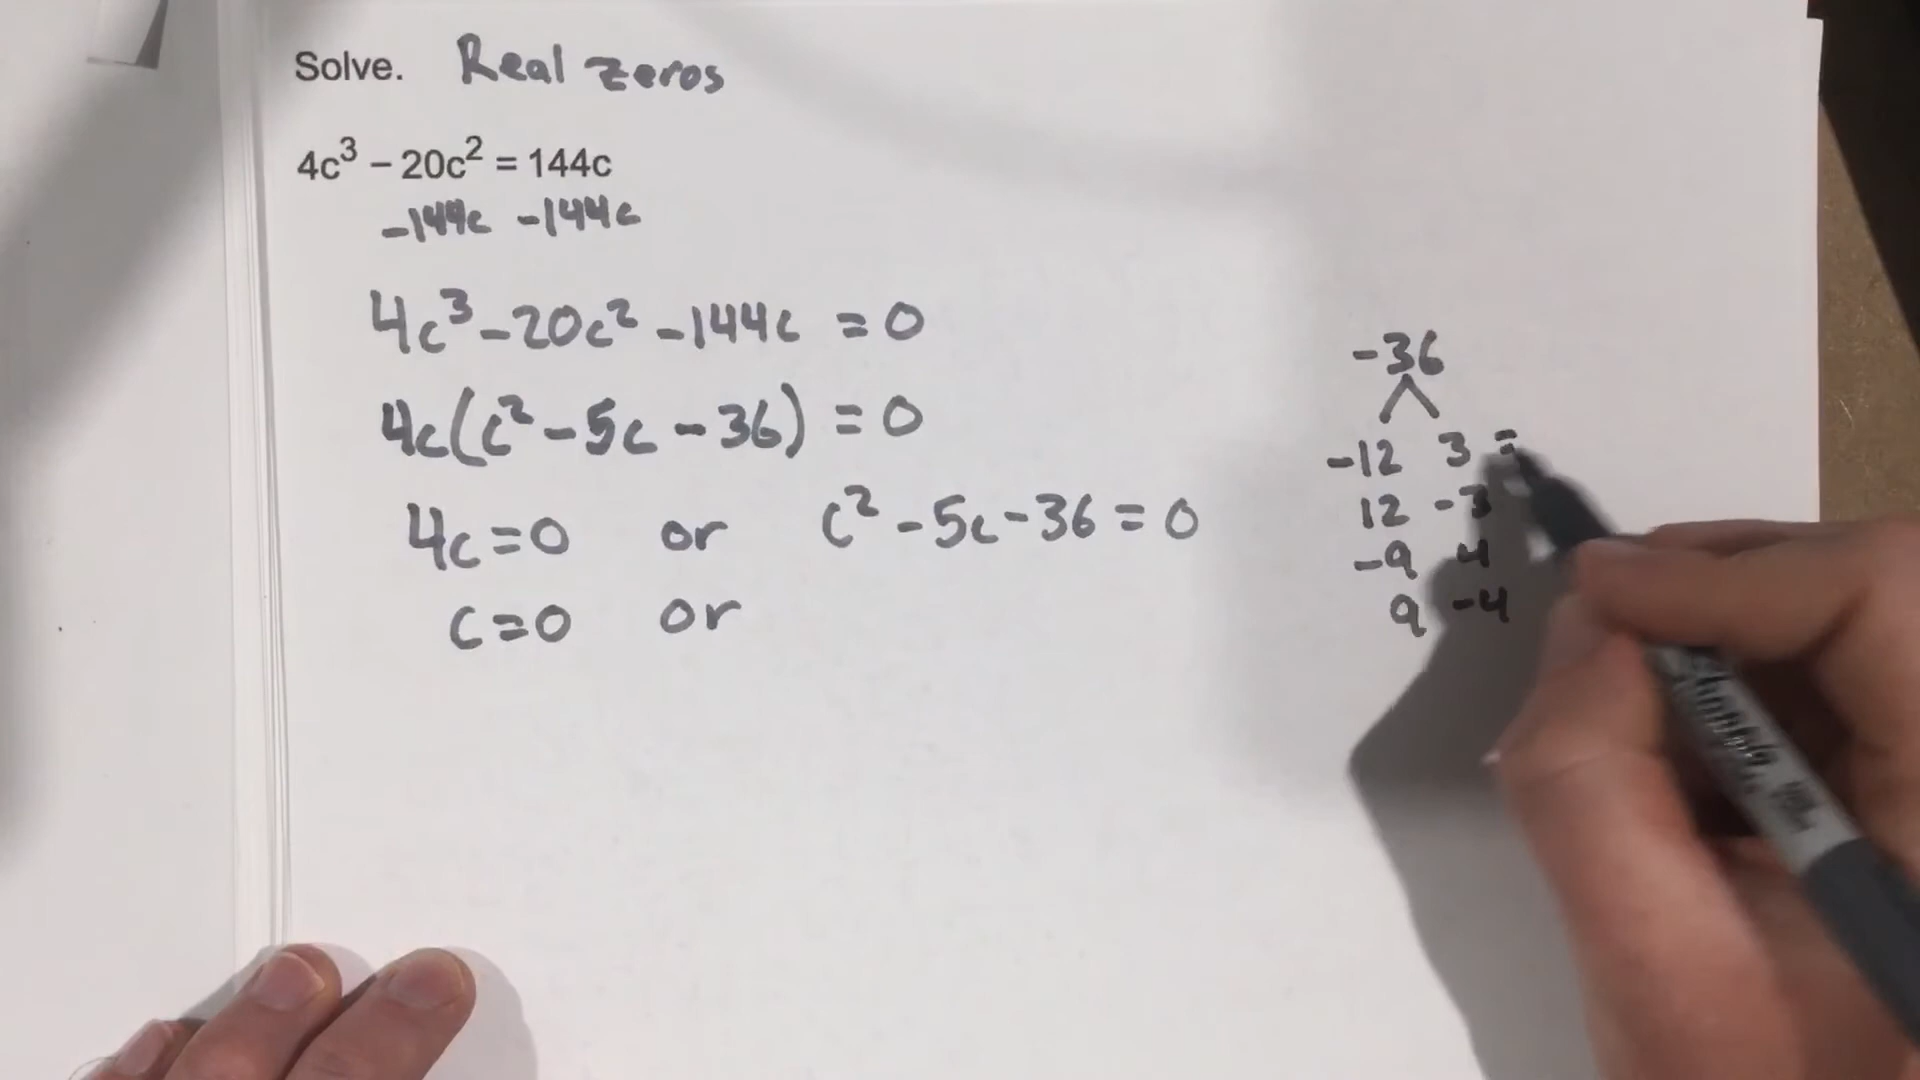 Solve. Real zeros
4c³ – 20c² = 144c
-144c -144c
4c³ -20c² -144c = 0
4c(c² -5c -36) = 0
4c=0 or c² -5c -36 = 0
c=0 or
-36
-12 3 =
12 -3
-9 4
9 -4